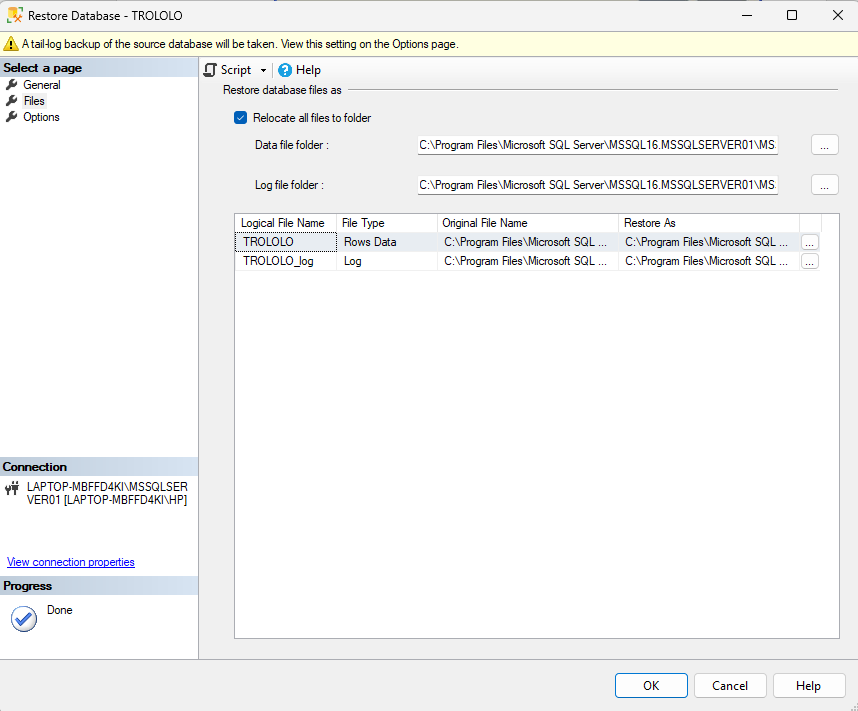 Restore Database - TROLOLO
A tail-log backup of the source database will be taken. View this setting on the Options page.
Select a page
General
Files
Options
Script
Help
Restore database files as
Relocate all files to folder
Data file folder :
C:\Program Files\Microsoft SQL Server\MSSQL16.MSSQLSERVER01\MS
...
Log file folder :
C:\Program Files\Microsoft SQL Server\MSSQL16.MSSQLSERVER01\MS
...
Logical File Name File Type Original File Name Restore As
TROLOLO Rows Data C:\Program Files\Microsoft SQL ... C:\Program Files\Microsoft SQL ... ...
TROLOLO_log Log C:\Program Files\Microsoft SQL ... C:\Program Files\Microsoft SQL ... ...
Connection
LAPTOP-MBFFD4KI\MSSQLSER
VER01 [LAPTOP-MBFFD4KI\HP]
View connection properties
Progress
Done
OK Cancel Help